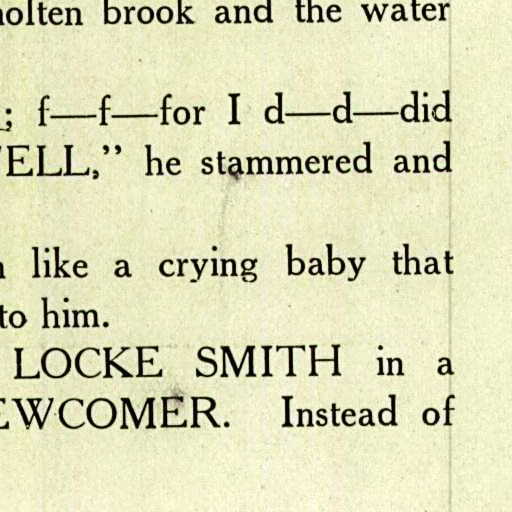 molten brook and the water
; f—f—for I d—d—did
ELL,” he stammered and
like a crying baby that
to him.
LOCKE SMITH in a
EWCOMER. Instead of